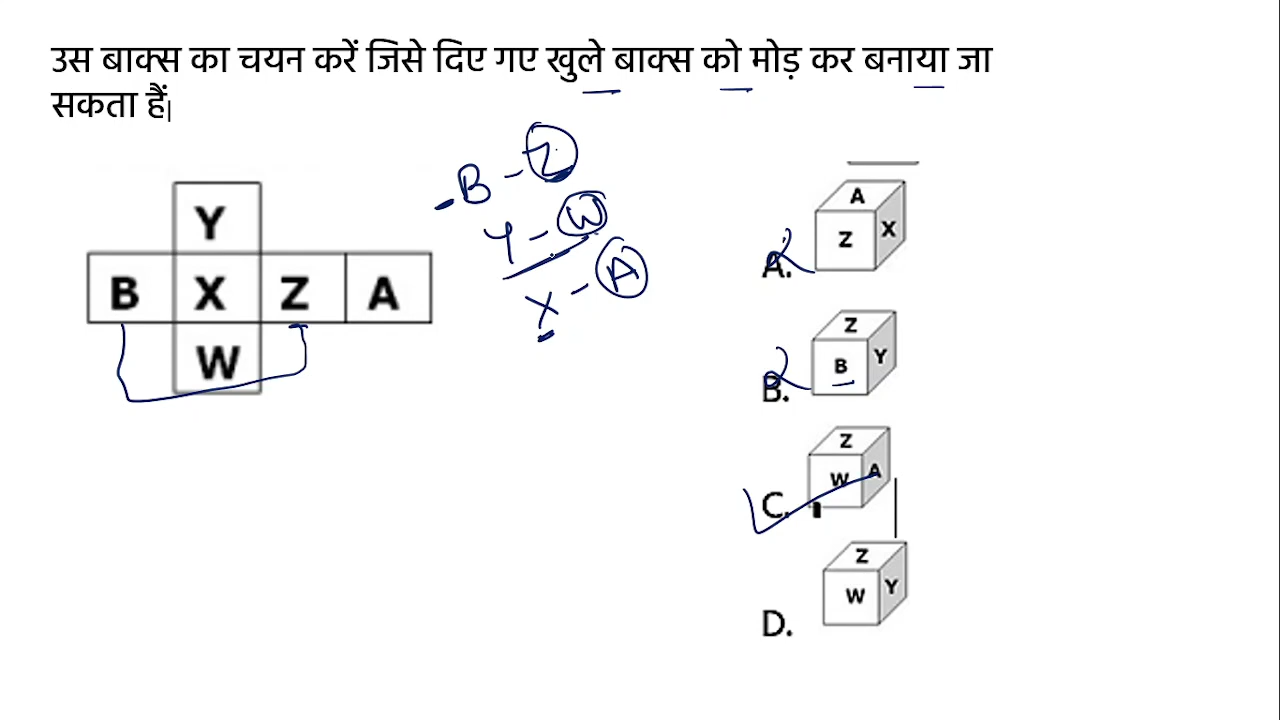 उस बाक्स का चयन करें जिसे दिए गए खुले बाक्स को मोड़ कर बनाया जा
सकता हैं|
Y
B X Z A
W
-B - Z
Y - W
X - A
A
Z X
A.
Z
B Y
B.
Z
W A
C.
Z
W Y
D.